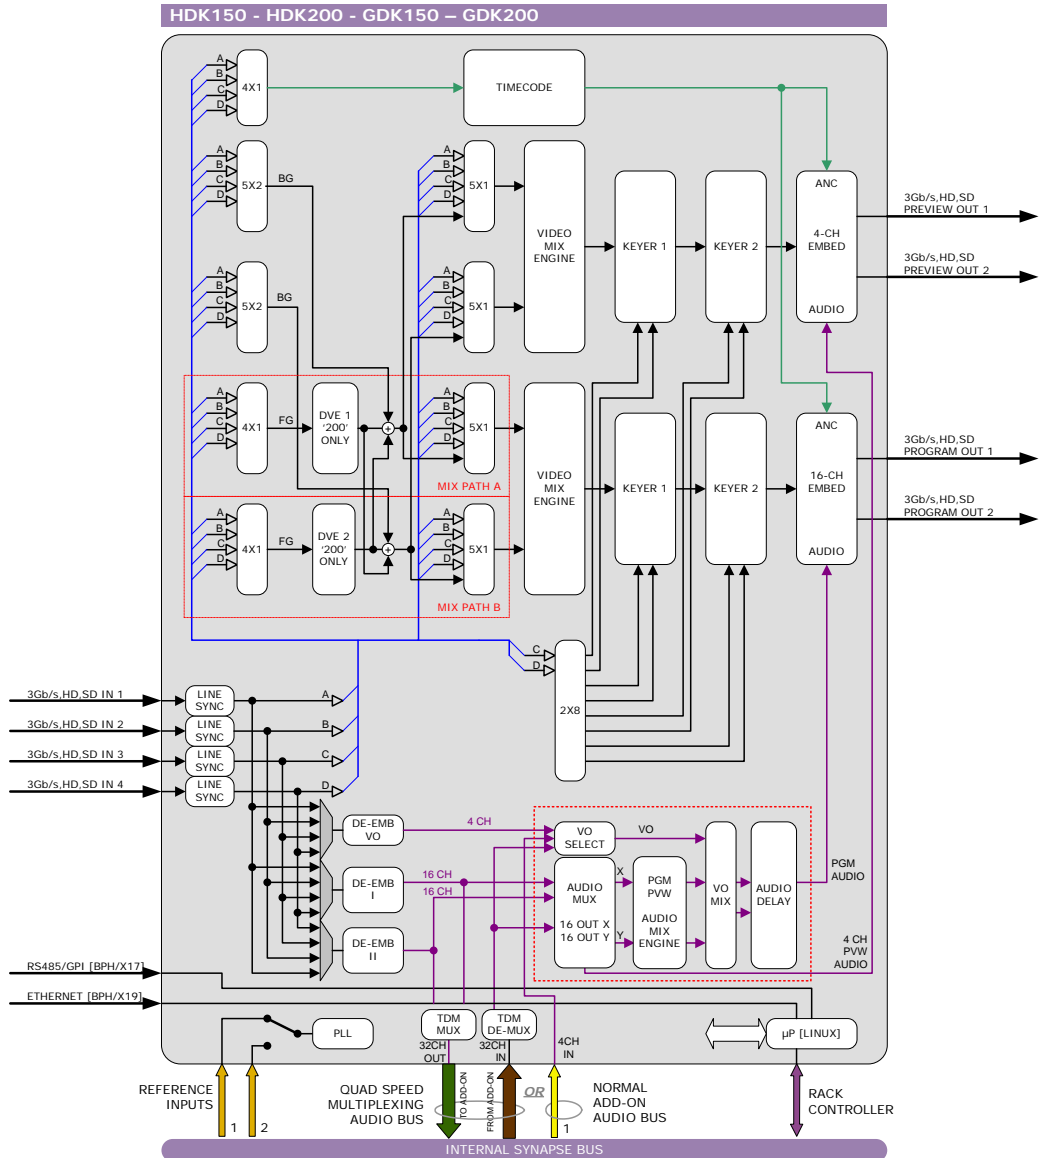 HDK150 - HDK200 - GDK150 – GDK200
A
B
C
D
4X1
TIMECODE
A
B
C
D
5X2
BG
A
B
C
D
5X1
VIDEO
MIX
ENGINE
KEYER 1
KEYER 2
ANC
4-CH
EMBED
AUDIO
3Gb/s,HD,SD
PREVIEW OUT 1
3Gb/s,HD,SD
PREVIEW OUT 2
A
B
C
D
5X2
BG
A
B
C
D
5X1
A
B
C
D
4X1
FG
DVE 1
'200'
ONLY
+
A
B
C
D
5X1
MIX PATH A
VIDEO
MIX
ENGINE
KEYER 1
KEYER 2
ANC
16-CH
EMBED
AUDIO
3Gb/s,HD,SD
PROGRAM OUT 1
3Gb/s,HD,SD
PROGRAM OUT 2
A
B
C
D
4X1
FG
DVE 2
'200'
ONLY
+
A
B
C
D
5X1
MIX PATH B
C
D
2X8
3Gb/s,HD,SD IN 1
LINE
SYNC
A
3Gb/s,HD,SD IN 2
LINE
SYNC
B
3Gb/s,HD,SD IN 3
LINE
SYNC
C
3Gb/s,HD,SD IN 4
LINE
SYNC
D
DE-EMB
VO
4 CH
VO
SELECT
VO
DE-EMB
I
16 CH
16 CH
AUDIO
MUX
16 OUT X
16 OUT Y
X
Y
PGM
PVW
AUDIO
MIX
ENGINE
VO
MIX
AUDIO
DELAY
PGM
AUDIO
DE-EMB
II
4 CH
PVW
AUDIO
RS485/GPI [BPH/X17]
ETHERNET [BPH/X19]
PLL
TDM
MUX
TDM
DE-MUX
32CH
OUT
32CH
IN
4CH
IN
µP [LINUX]
REFERENCE
INPUTS
1
2
QUAD SPEED
MULTIPLEXING
AUDIO BUS
TO ADD-ON
FROM ADD-ON
OR
1
NORMAL
ADD-ON
AUDIO BUS
RACK
CONTROLLER
INTERNAL SYNAPSE BUS